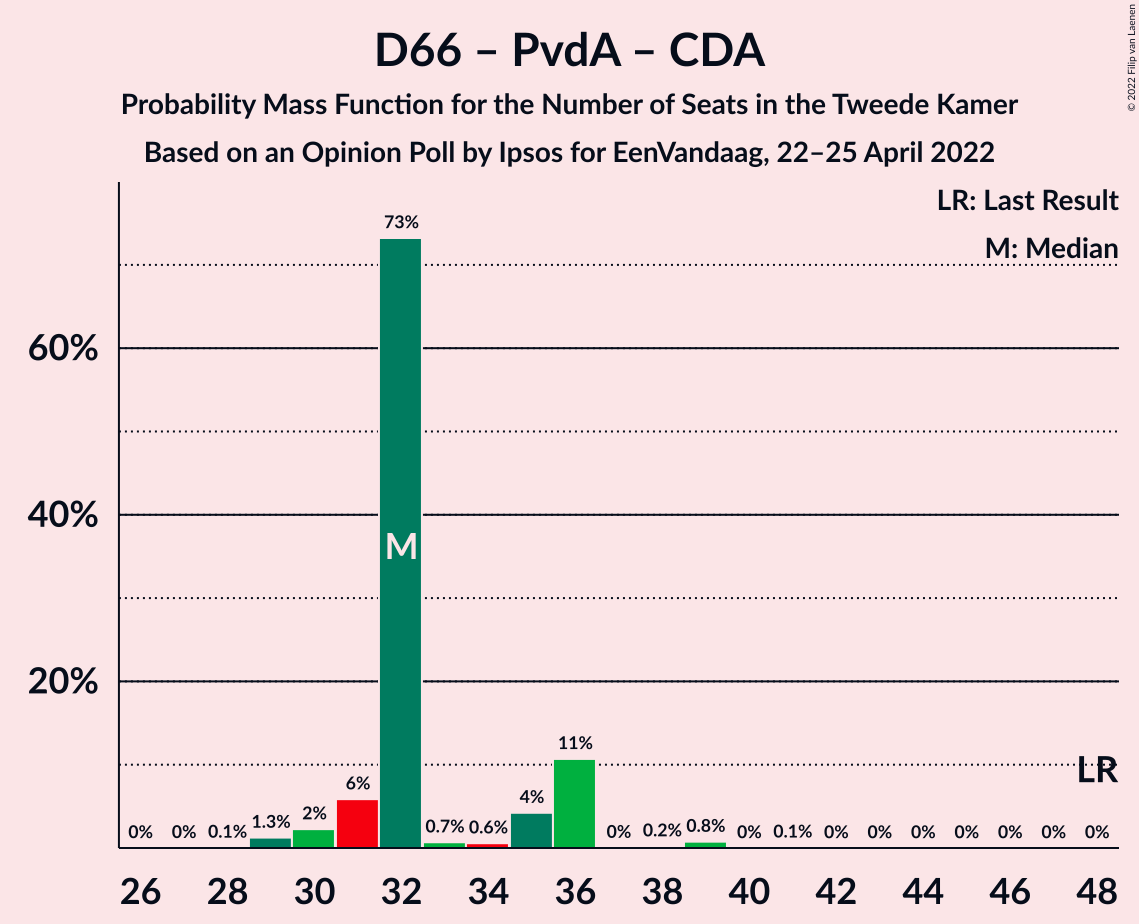 D66 – PvdA – CDA
Probability Mass Function for the Number of Seats in the Tweede Kamer
Based on an Opinion Poll by Ipsos for EenVandaag, 22–25 April 2022
© 2022 Filip van Laenen
LR: Last Result
M: Median
60%
40%
20%
0% 0% 0.1% 1.3% 2% 6% 73% 0.7% 0.6% 4% 11% 0% 0.2% 0.8% 0% 0.1% 0% 0% 0% 0% 0% 0% 0%
M
LR
26 28 30 32 34 36 38 40 42 44 46 48